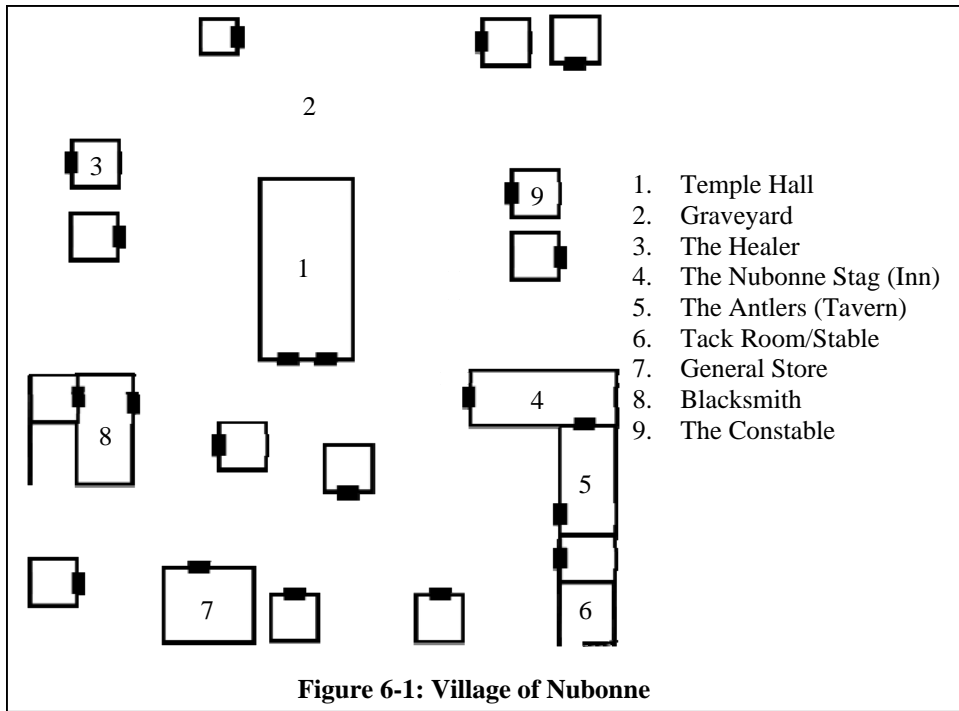 2
3
9
1
4
8
5
7
6
1. Temple Hall
2. Graveyard
3. The Healer
4. The Nubonne Stag (Inn)
5. The Antlers (Tavern)
6. Tack Room/Stable
7. General Store
8. Blacksmith
9. The Constable
Figure 6-1: Village of Nubonne